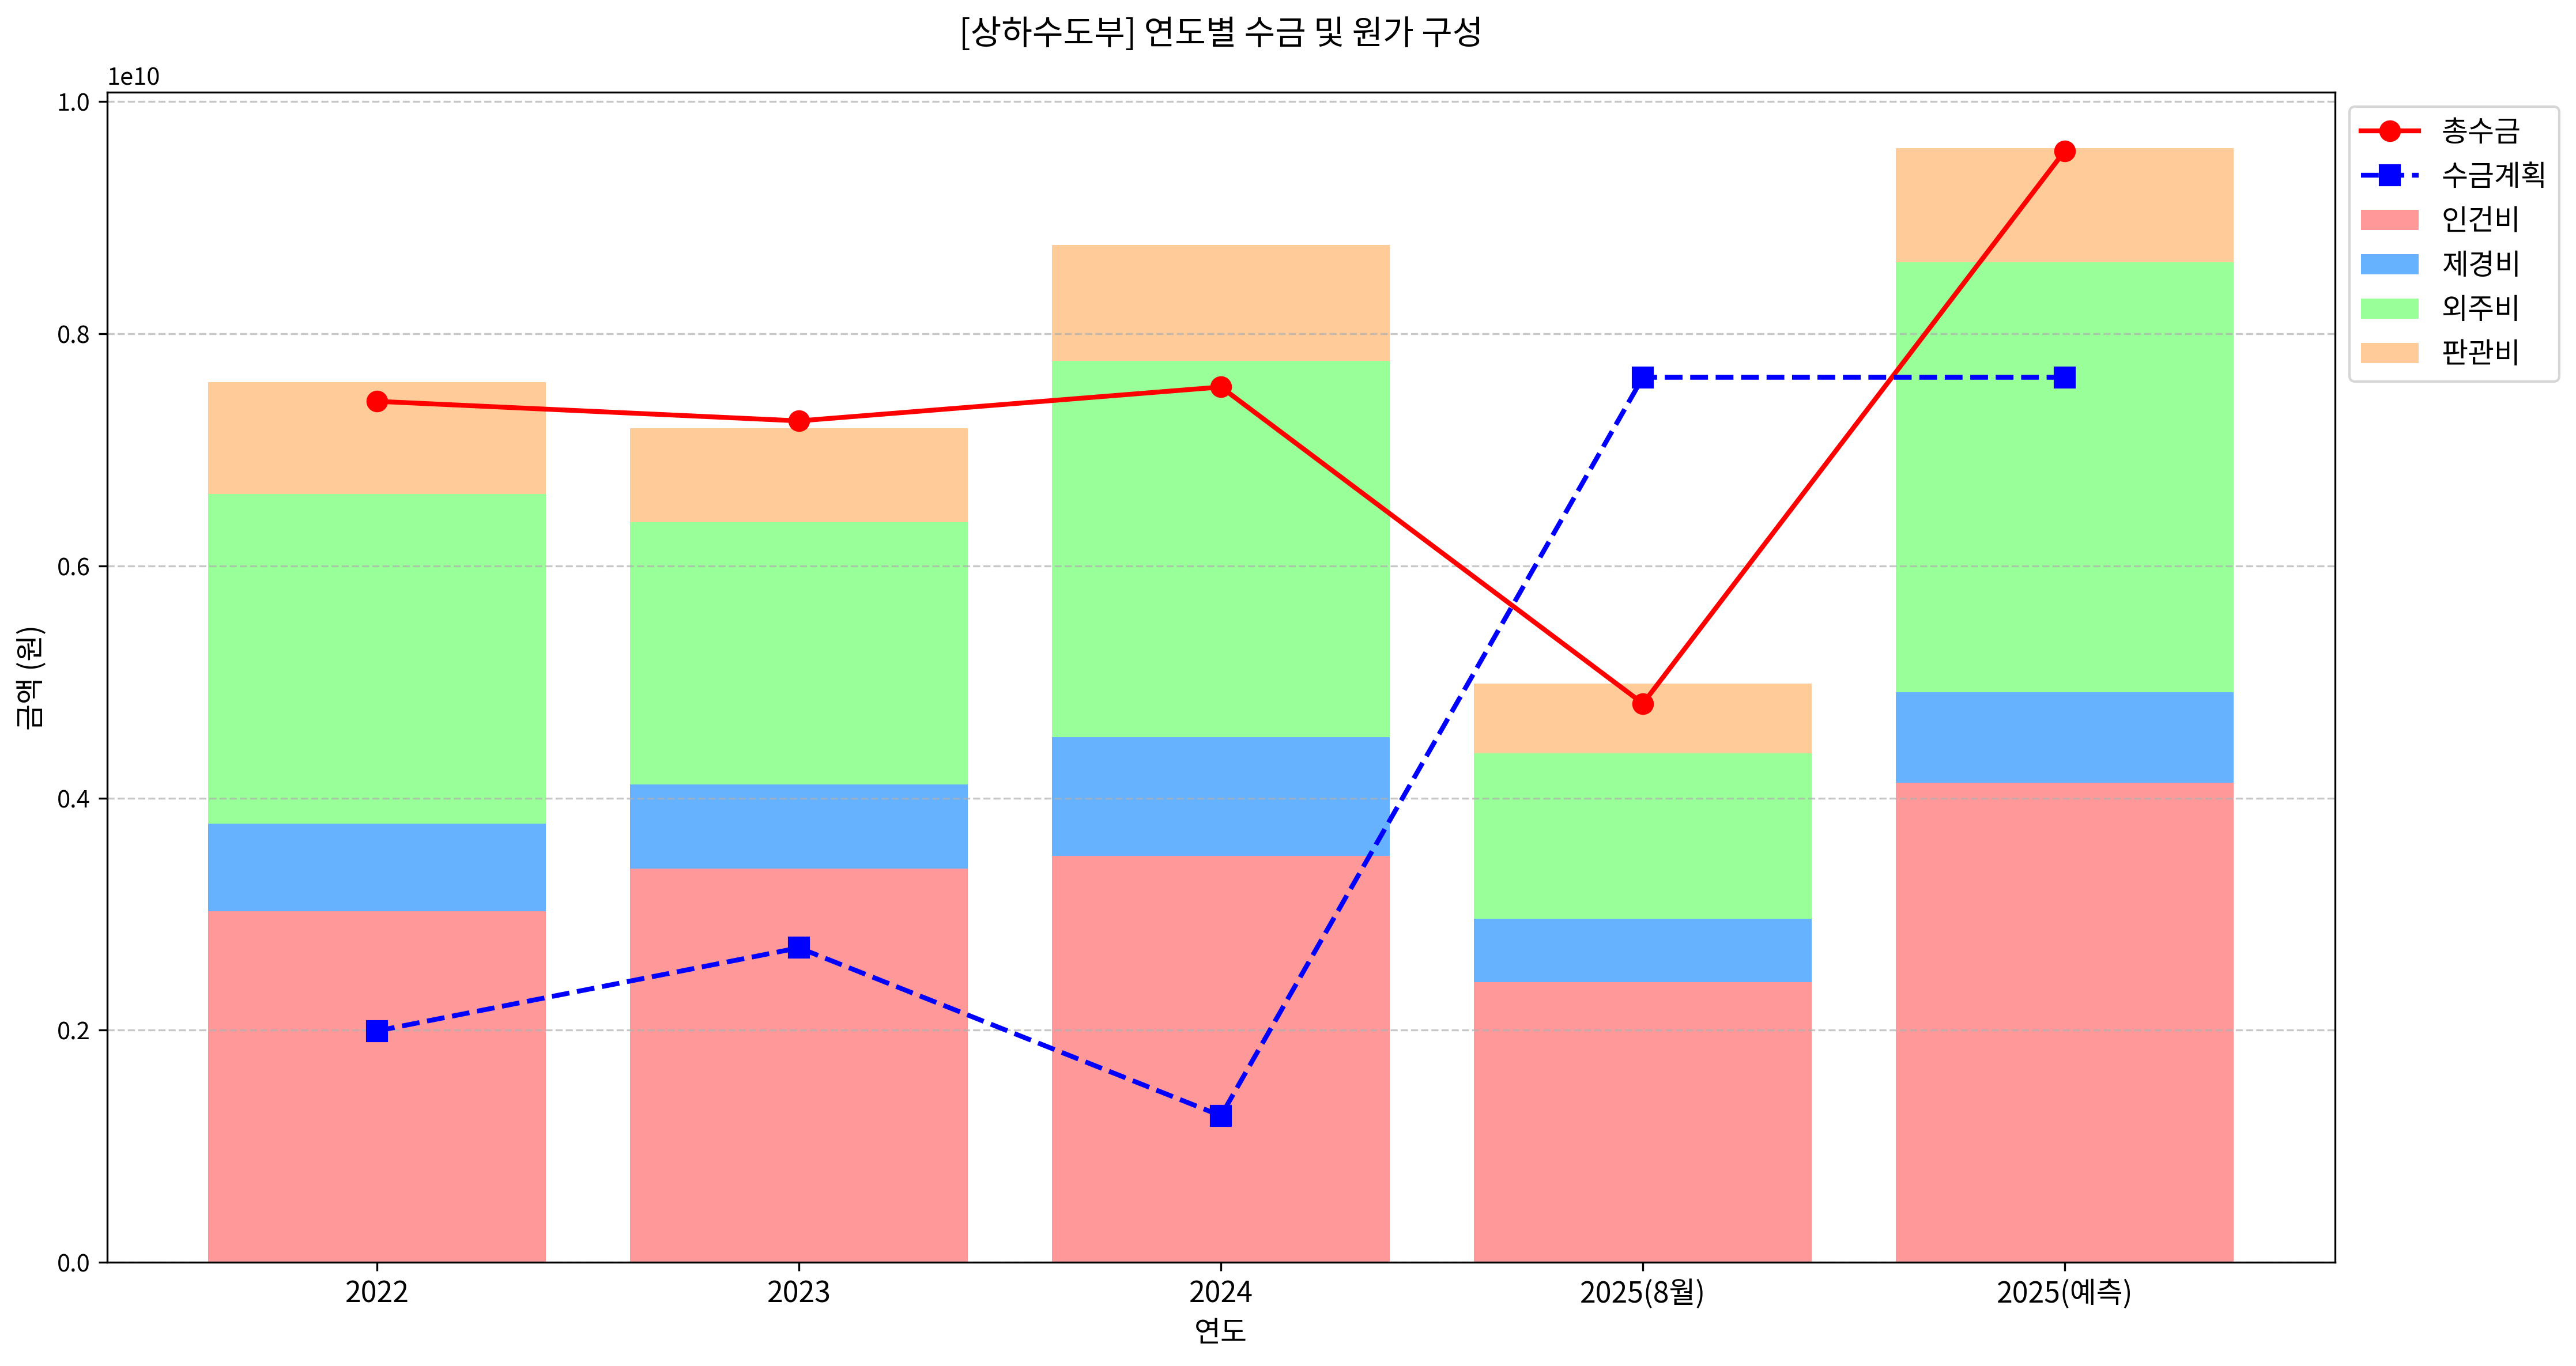 [상하수도부] 연도별 수금 및 원가 구성
1e10
1.0
0.8
0.6
0.4
0.2
0.0
금액 (원)
2022
2023
2024
2025(8월)
2025(예측)
연도
총수금
수금계획
인건비
제경비
외주비
판관비